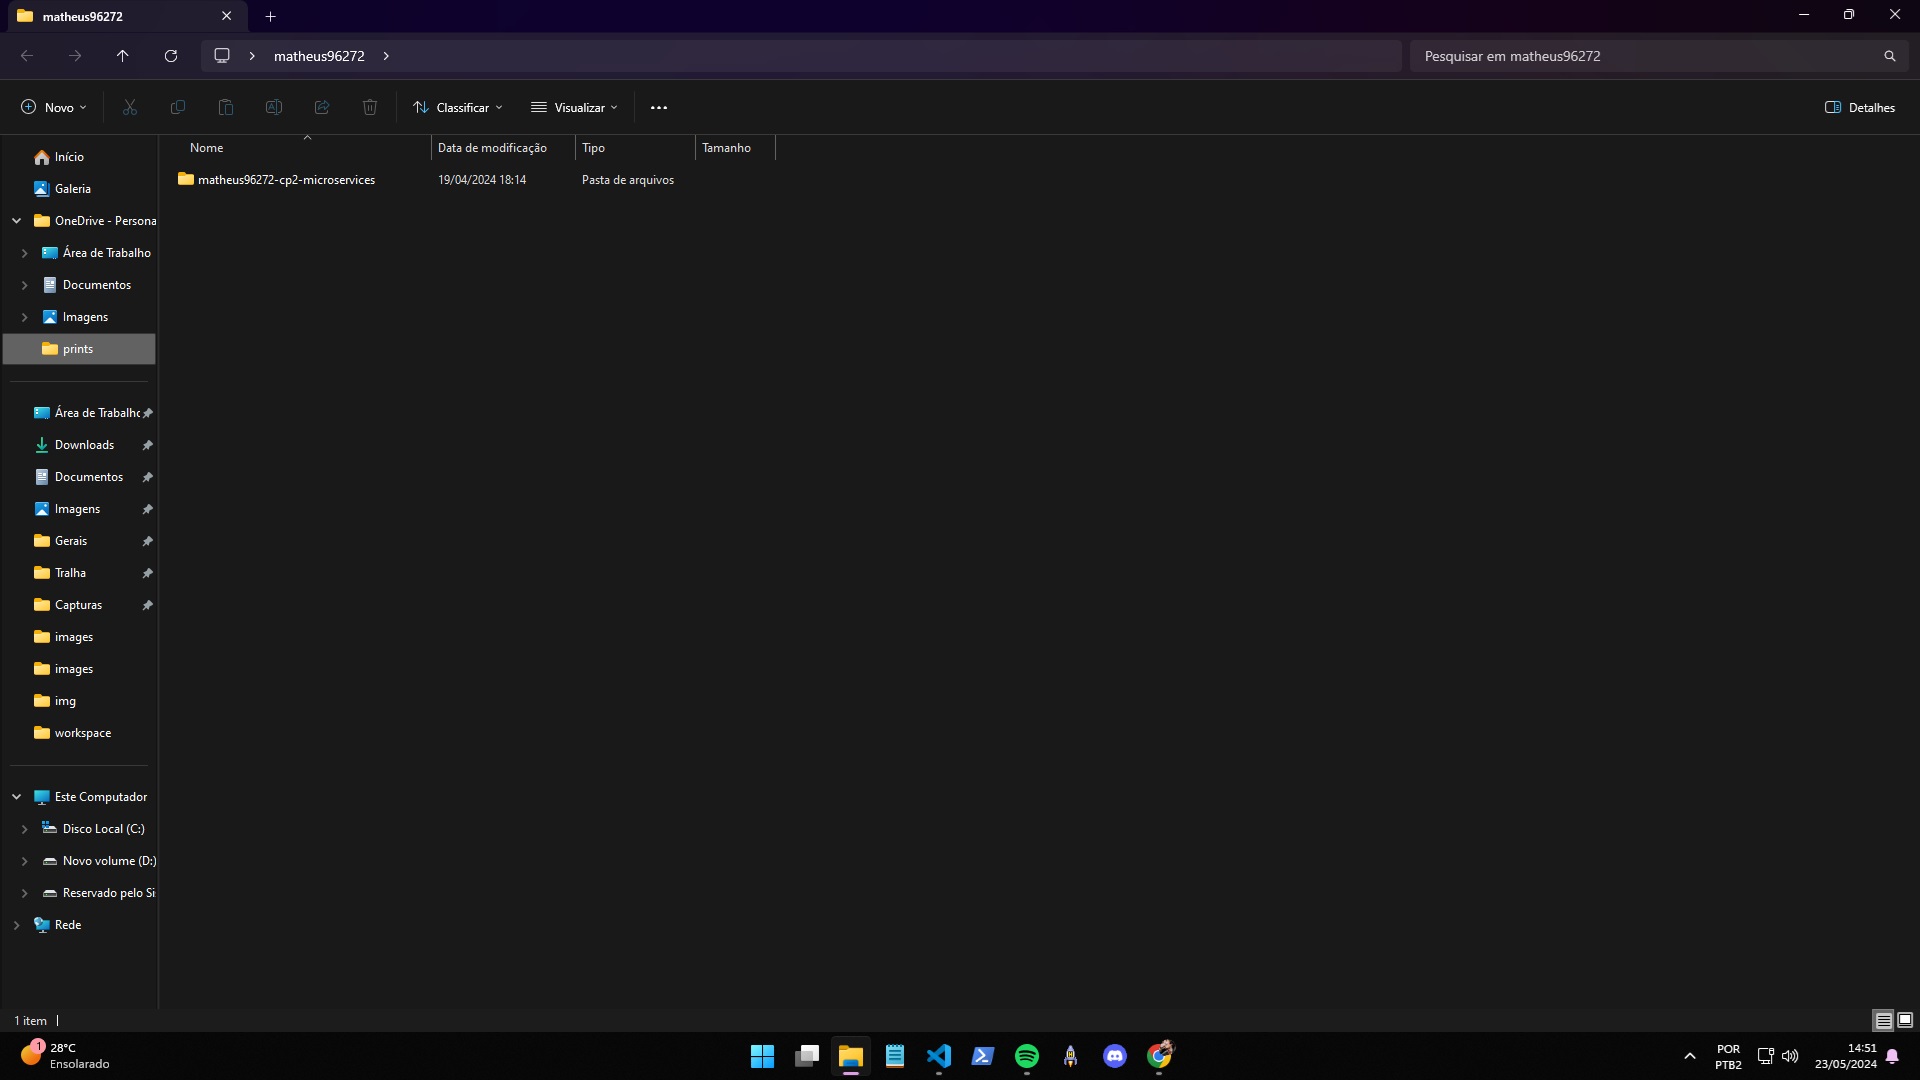 matheus96272
matheus96272
Pesquisar em matheus96272
Novo
Classificar
Visualizar
Detalhes
Nome
Data de modificação
Tipo
Tamanho
matheus96272-cp2-microservices
19/04/2024 18:14
Pasta de arquivos
Início
Galeria
OneDrive - Persona
Área de Trabalho
Documentos
Imagens
prints
Área de Trabalho
Downloads
Documentos
Imagens
Gerais
Tralha
Capturas
images
images
img
workspace
Este Computador
Disco Local (C:)
Novo volume (D:)
Reservado pelo Si
Rede
1 item
1
28°C
Ensolarado
POR
PTB2
14:51
23/05/2024